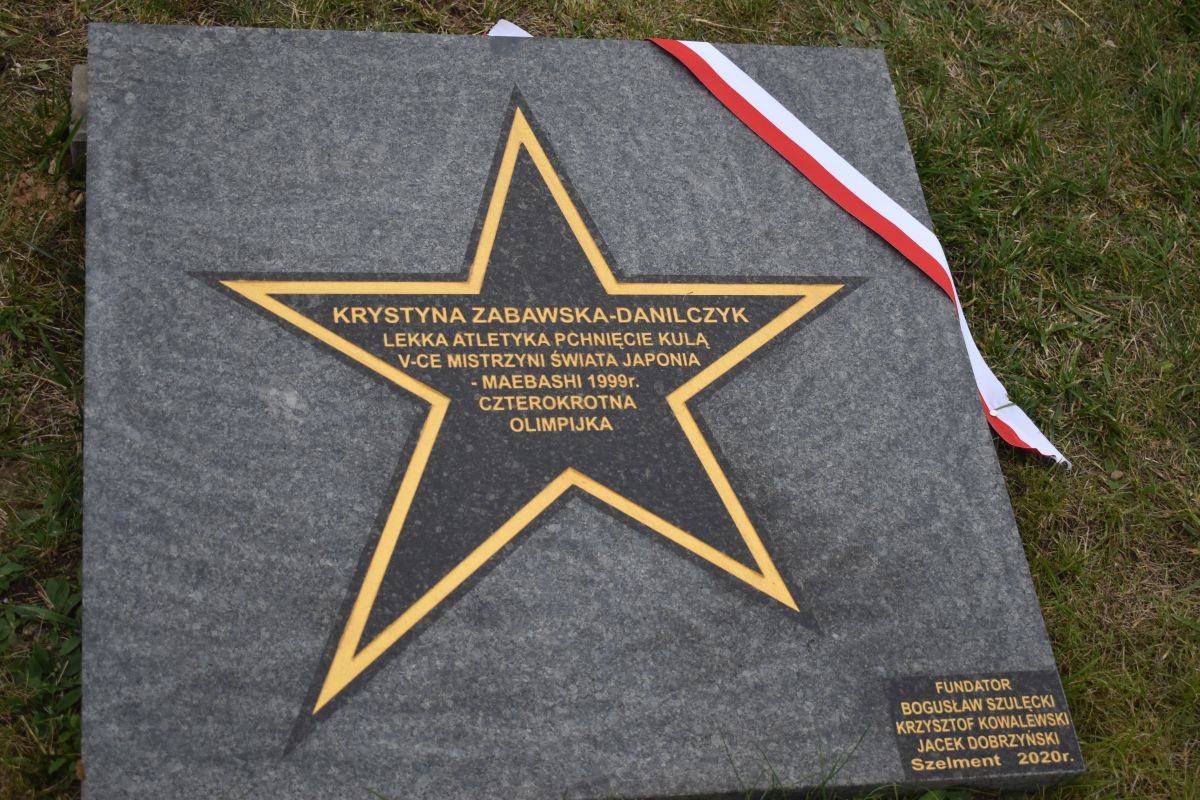 KRYSTYNA ZABAWSKA-DANILCZYK
LEKKA ATLETYKA PCHNIĘCIE KULĄ
V-CE MISTRZYNI ŚWIATA JAPONIA
- MAEBASHI 1999r.
CZTEROKROTNA
OLIMPIJKA
FUNDATOR
BOGUSŁAW SZULĘCKI
KRZYSZTOF KOWALEWSKI
JACEK DOBRZYŃSKI
Szelment 2020r.